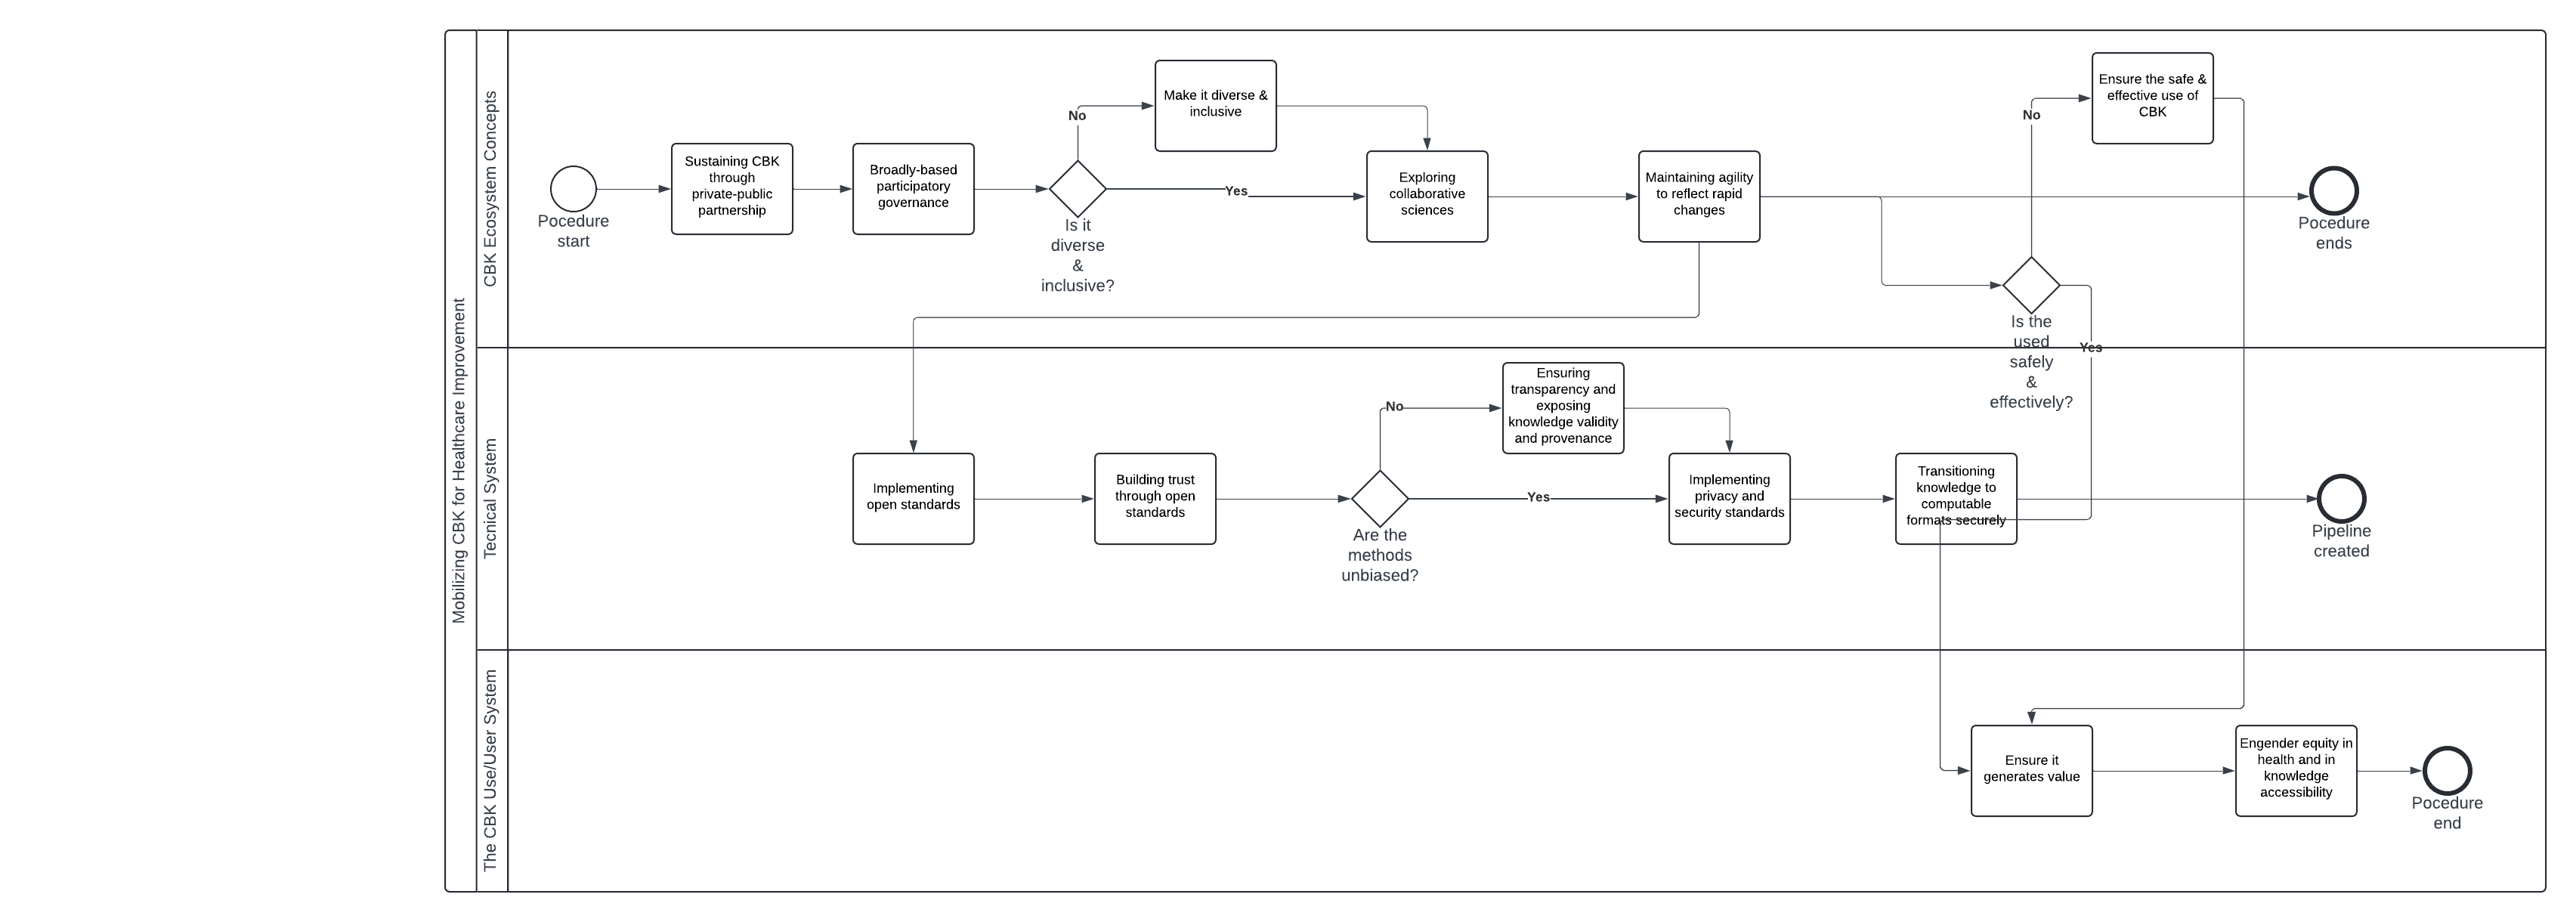 Mobilizing CBK for Healthcare Improvement
CBK Ecosystem Concepts
Pocedure
start
Sustaining CBK
through
private-public
partnership
Broadly-based
participatory
governance
Is it
diverse
&
inclusive?
No
Make it diverse &
inclusive
Yes
Exploring
collaborative
sciences
Maintaining agility
to reflect rapid
changes
Is the
used
safely
&
effectively?
No
Ensure the safe &
effective use of
CBK
Yes
Pocedure
ends
Tecnical System
Implementing
open standards
Building trust
through open
standards
Are the
methods
unbiased?
No
Ensuring
transparency and
exposing
knowledge validity
and provenance
Yes
Implementing
privacy and
security standards
Transitioning
knowledge to
computable
formats securely
Pipeline
created
The CBK Use/User System
Ensure it
generates value
Engender equity in
health and in
knowledge
accessibility
Pocedure
end